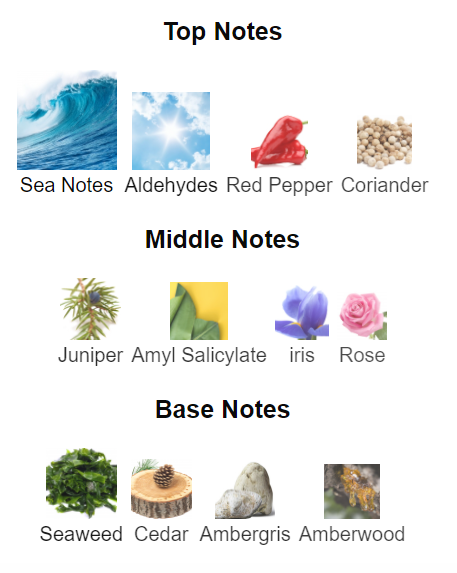 Top Notes
Sea Notes Aldehydes Red Pepper Coriander
Middle Notes
Juniper Amyl Salicylate iris Rose
Base Notes
Seaweed Cedar Ambergris Amberwood